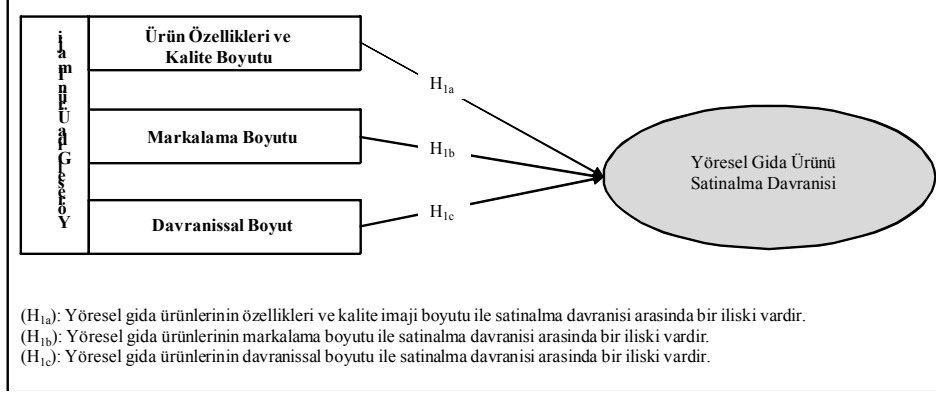 Yöresel Gida
Ürün Özellikleri ve
Kalite Boyutu
H1a
Markalama Boyutu
H1b
Yöresel Gida Ürünü
Satinalma Davranisi
H1c
Davranissal Boyut
(H1a): Yöresel gida ürünlerinin özellikleri ve kalite imaji boyutu ile satinalma davranisi arasinda bir iliski vardir.
(H1b): Yöresel gida ürünlerinin markalama boyutu ile satinalma davranisi arasinda bir iliski vardir.
(H1c): Yöresel gida ürünlerinin davranissal boyutu ile satinalma davranisi arasinda bir iliski vardir.